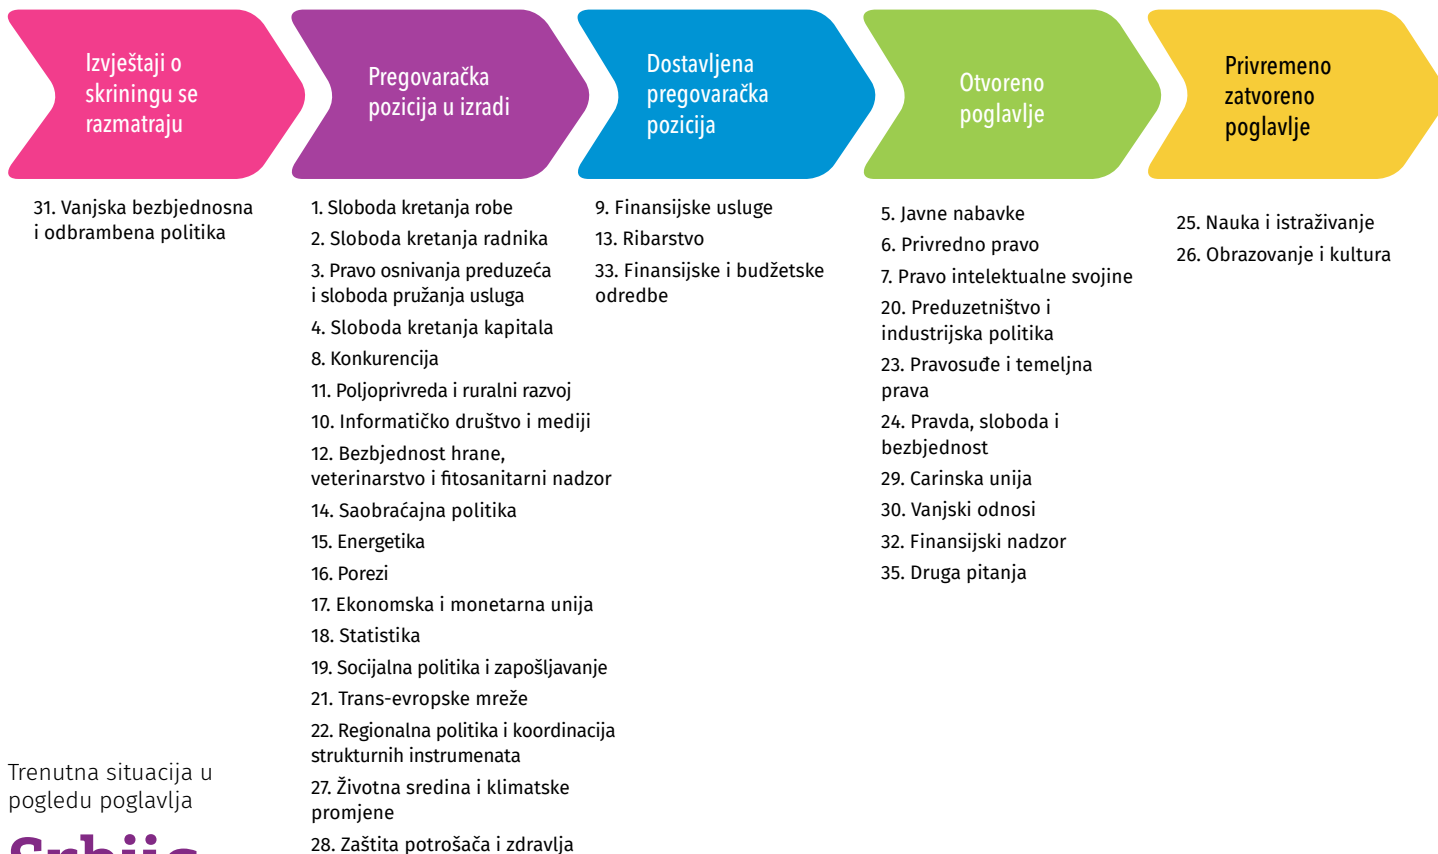 Izvještaji o
skriningu se
razmatraju
Pregovaračka
pozicija u izradi
Dostavljena
pregovaračka
pozicija
Otvoreno
poglavlje
Privremeno
zatvoreno
poglavlje
31. Vanjska bezbjednosna
i odbrambena politika
1. Sloboda kretanja robe
2. Sloboda kretanja radnika
3. Pravo osnivanja preduzeća
i sloboda pružanja usluga
4. Sloboda kretanja kapitala
8. Konkurencija
11. Poljoprivreda i ruralni razvoj
10. Informatičko društvo i mediji
12. Bezbjednost hrane,
veterinarstvo i fitosanitarni nadzor
14. Saobraćajna politika
15. Energetika
16. Porezi
17. Ekonomska i monetarna unija
18. Statistika
19. Socijalna politika i zapošljavanje
21. Trans-evropske mreže
22. Regionalna politika i koordinacija
strukturnih instrumenata
27. Životna sredina i klimatske
promjene
28. Zaštita potrošača i zdravlja
9. Finansijske usluge
13. Ribarstvo
33. Finansijske i budžetske
odredbe
5. Javne nabavke
6. Privredno pravo
7. Pravo intelektualne svojine
20. Preduzetništvo i
industrijska politika
23. Pravosuđe i temeljna
prava
24. Pravda, sloboda i
bezbjednost
29. Carinska unija
30. Vanjski odnosi
32. Finansijski nadzor
35. Druga pitanja
25. Nauka i istraživanje
26. Obrazovanje i kultura
Trenutna situacija u
pogledu poglavlja